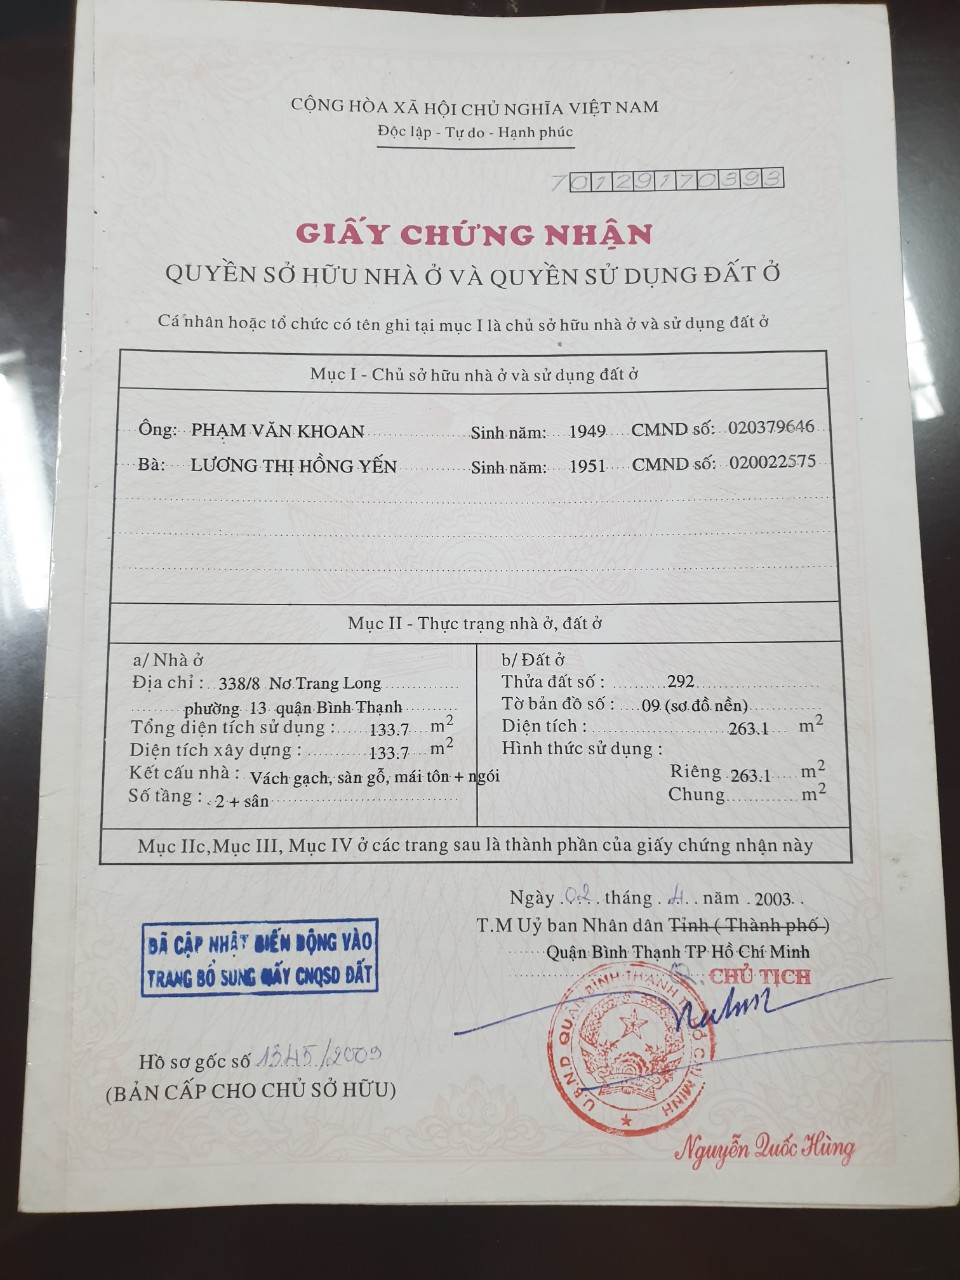 CỘNG HÒA XÃ HỘI CHỦ NGHĨA VIỆT NAM
Độc lập - Tự do - Hạnh phúc
70129170393
GIẤY CHỨNG NHẬN
QUYỀN SỞ HỮU NHÀ Ở VÀ QUYỀN SỬ DỤNG ĐẤT Ở
Cá nhân hoặc tổ chức có tên ghi tại mục I là chủ sở hữu nhà ở và sử dụng đất ở
Mục I - Chủ sở hữu nhà ở và sử dụng đất ở
Ông: PHẠM VĂN KHOAN Sinh năm: 1949 CMND số: 020379646
Bà: LƯƠNG THỊ HỒNG YẾN Sinh năm: 1951 CMND số: 020022575
Mục II - Thực trạng nhà ở, đất ở
a/ Nhà ở
Địa chỉ : 338/8 Nơ Trang Long
phường 13 quận Bình Thạnh
Tổng diện tích sử dụng : 133.7 m2
Diện tích xây dựng : 133.7 m2
Kết cấu nhà : Vách gạch, sàn gỗ, mái tôn + ngói
Số tầng : 2 + sân
b/ Đất ở
Thửa đất số : 292
Tờ bản đồ số : 09 (sơ đồ nền)
Diện tích : 263.1 m2
Hình thức sử dụng :
Riêng 263.1 m2
Chung m2
Mục IIc,Mục III, Mục IV ở các trang sau là thành phần của giấy chứng nhận này
Ngày 02 tháng 4 năm 2003
T.M Uỷ ban Nhân dân Tỉnh ( Thành phố )
Quận Bình Thạnh TP Hồ Chí Minh
CHỦ TỊCH
ĐÃ CẬP NHẬT BIẾN ĐỘNG VÀO
TRANG BỔ SUNG GIẤY CNQSD ĐẤT
U.B.N.D QUẬN BÌNH THẠNH T.P HỒ CHÍ MINH
Hồ sơ gốc số 1345/2003
(BẢN CẤP CHO CHỦ SỞ HỮU)
Nguyễn Quốc Hùng